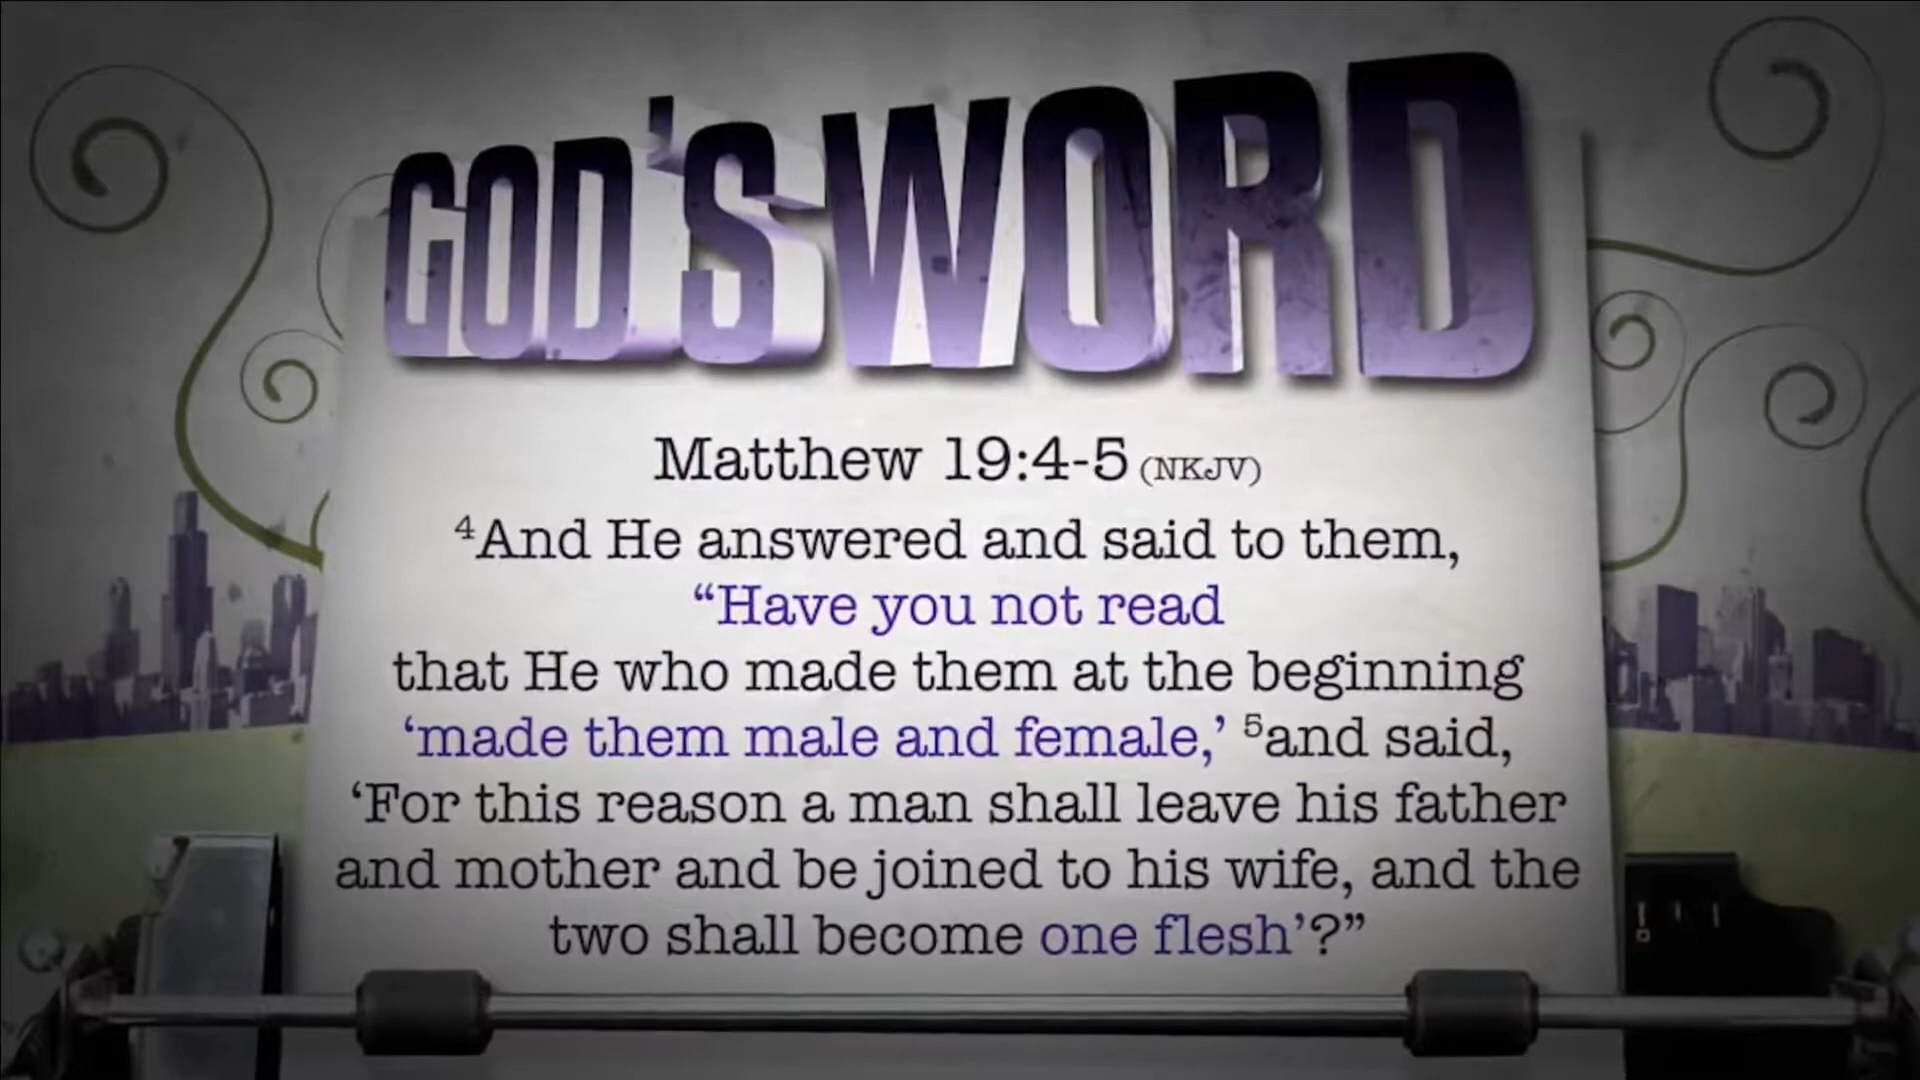 GOD'S WORD
Matthew 19:4-5 (NKJV)
⁴And He answered and said to them,
“Have you not read
that He who made them at the beginning
‘made them male and female,’ ⁵and said,
‘For this reason a man shall leave his father
and mother and be joined to his wife, and the
two shall become one flesh’?”